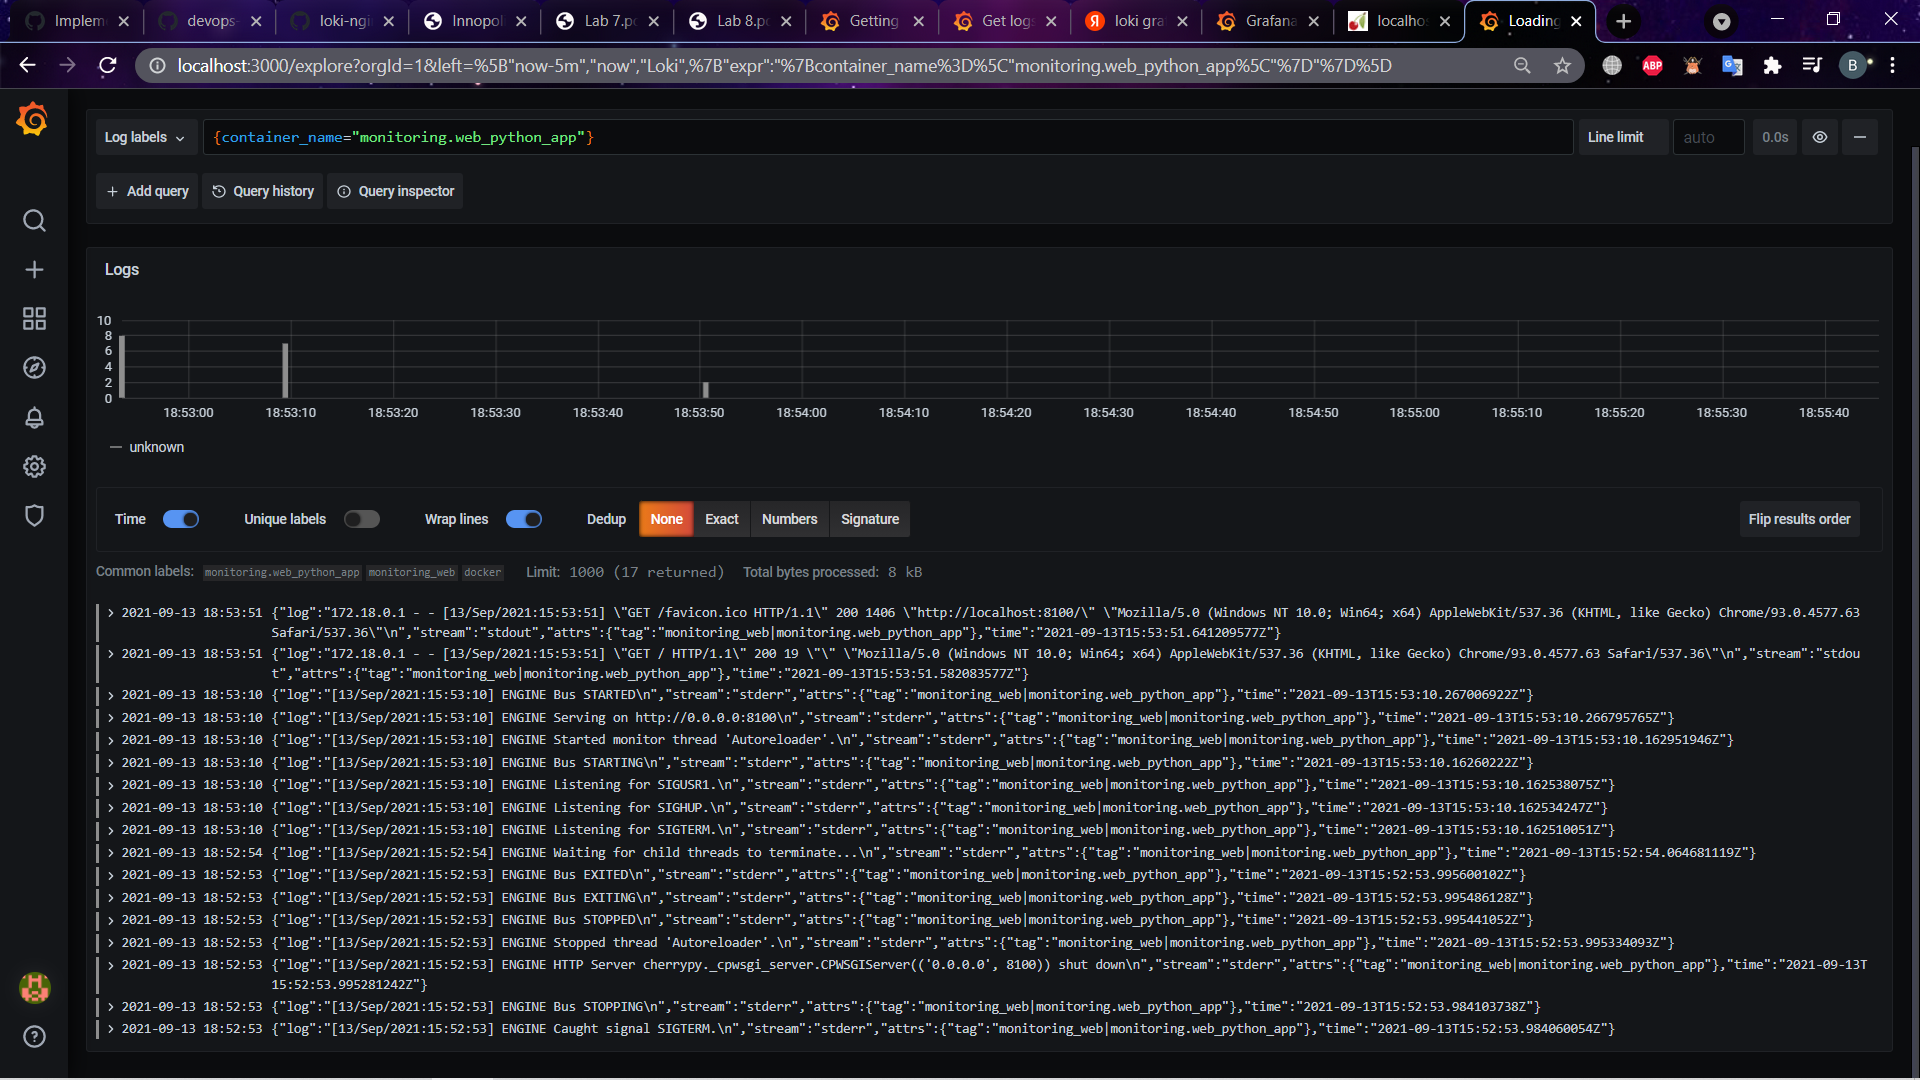 Implem
devops-
loki-ngi
Innopol
Lab 7.pd
Lab 8.pd
Getting
Get log
Я
loki gra
Grafana
localho
Loading
localhost:3000/explore?orgId=1&left=%5B"now-5m","now","Loki",%7B"expr":"%7Bcontainer_name%3D%5C"monitoring.web_python_app%5C"%7D"%7D%5D
ABP
B
Log labels
{container_name="monitoring.web_python_app"}
Line limit
auto
0.0s
Add query
Query history
Query inspector
Logs
10
8
6
4
2
0
18:53:00 18:53:10 18:53:20 18:53:30 18:53:40 18:53:50 18:54:00 18:54:10 18:54:20 18:54:30 18:54:40 18:54:50 18:55:00 18:55:10 18:55:20 18:55:30 18:55:40
unknown
Time Unique labels Wrap lines Dedup None Exact Numbers Signature Flip results order
Common labels: monitoring.web_python_app monitoring_web docker Limit: 1000 (17 returned) Total bytes processed: 8 kB
2021-09-13 18:53:51 {"log":"172.18.0.1 - - [13/Sep/2021:15:53:51] \"GET /favicon.ico HTTP/1.1\" 200 1406 \"http://localhost:8100/\" \"Mozilla/5.0 (Windows NT 10.0; Win64; x64) AppleWebKit/537.36 (KHTML, like Gecko) Chrome/93.0.4577.63
Safari/537.36\"\n","stream":"stdout","attrs":{"tag":"monitoring_web|monitoring.web_python_app"},"time":"2021-09-13T15:53:51.641209577Z"}
2021-09-13 18:53:51 {"log":"172.18.0.1 - - [13/Sep/2021:15:53:51] \"GET / HTTP/1.1\" 200 19 \"\" \"Mozilla/5.0 (Windows NT 10.0; Win64; x64) AppleWebKit/537.36 (KHTML, like Gecko) Chrome/93.0.4577.63 Safari/537.36\"\n","stream":"stdou
t","attrs":{"tag":"monitoring_web|monitoring.web_python_app"},"time":"2021-09-13T15:53:51.582083577Z"}
2021-09-13 18:53:10 {"log":"[13/Sep/2021:15:53:10] ENGINE Bus STARTED\n","stream":"stderr","attrs":{"tag":"monitoring_web|monitoring.web_python_app"},"time":"2021-09-13T15:53:10.267006922Z"}
2021-09-13 18:53:10 {"log":"[13/Sep/2021:15:53:10] ENGINE Serving on http://0.0.0.0:8100\n","stream":"stderr","attrs":{"tag":"monitoring_web|monitoring.web_python_app"},"time":"2021-09-13T15:53:10.266795765Z"}
2021-09-13 18:53:10 {"log":"[13/Sep/2021:15:53:10] ENGINE Started monitor thread 'Autoreloader'.\n","stream":"stderr","attrs":{"tag":"monitoring_web|monitoring.web_python_app"},"time":"2021-09-13T15:53:10.162951946Z"}
2021-09-13 18:53:10 {"log":"[13/Sep/2021:15:53:10] ENGINE Bus STARTING\n","stream":"stderr","attrs":{"tag":"monitoring_web|monitoring.web_python_app"},"time":"2021-09-13T15:53:10.16260222Z"}
2021-09-13 18:53:10 {"log":"[13/Sep/2021:15:53:10] ENGINE Listening for SIGUSR1.\n","stream":"stderr","attrs":{"tag":"monitoring_web|monitoring.web_python_app"},"time":"2021-09-13T15:53:10.162538075Z"}
2021-09-13 18:53:10 {"log":"[13/Sep/2021:15:53:10] ENGINE Listening for SIGHUP.\n","stream":"stderr","attrs":{"tag":"monitoring_web|monitoring.web_python_app"},"time":"2021-09-13T15:53:10.162534247Z"}
2021-09-13 18:53:10 {"log":"[13/Sep/2021:15:53:10] ENGINE Listening for SIGTERM.\n","stream":"stderr","attrs":{"tag":"monitoring_web|monitoring.web_python_app"},"time":"2021-09-13T15:53:10.162510051Z"}
2021-09-13 18:52:54 {"log":"[13/Sep/2021:15:52:54] ENGINE Waiting for child threads to terminate...\n","stream":"stderr","attrs":{"tag":"monitoring_web|monitoring.web_python_app"},"time":"2021-09-13T15:52:54.064681119Z"}
2021-09-13 18:52:53 {"log":"[13/Sep/2021:15:52:53] ENGINE Bus EXITED\n","stream":"stderr","attrs":{"tag":"monitoring_web|monitoring.web_python_app"},"time":"2021-09-13T15:52:53.995600102Z"}
2021-09-13 18:52:53 {"log":"[13/Sep/2021:15:52:53] ENGINE Bus EXITING\n","stream":"stderr","attrs":{"tag":"monitoring_web|monitoring.web_python_app"},"time":"2021-09-13T15:52:53.995486128Z"}
2021-09-13 18:52:53 {"log":"[13/Sep/2021:15:52:53] ENGINE Bus STOPPED\n","stream":"stderr","attrs":{"tag":"monitoring_web|monitoring.web_python_app"},"time":"2021-09-13T15:52:53.995441052Z"}
2021-09-13 18:52:53 {"log":"[13/Sep/2021:15:52:53] ENGINE Stopped thread 'Autoreloader'.\n","stream":"stderr","attrs":{"tag":"monitoring_web|monitoring.web_python_app"},"time":"2021-09-13T15:52:53.995334093Z"}
2021-09-13 18:52:53 {"log":"[13/Sep/2021:15:52:53] ENGINE HTTP Server cherrypy._cpwsgi_server.CPWSGIServer(('0.0.0.0', 8100)) shut down\n","stream":"stderr","attrs":{"tag":"monitoring_web|monitoring.web_python_app"},"time":"2021-09-13T
15:52:53.995281242Z"}
2021-09-13 18:52:53 {"log":"[13/Sep/2021:15:52:53] ENGINE Bus STOPPING\n","stream":"stderr","attrs":{"tag":"monitoring_web|monitoring.web_python_app"},"time":"2021-09-13T15:52:53.984103738Z"}
2021-09-13 18:52:53 {"log":"[13/Sep/2021:15:52:53] ENGINE Caught signal SIGTERM.\n","stream":"stderr","attrs":{"tag":"monitoring_web|monitoring.web_python_app"},"time":"2021-09-13T15:52:53.984060054Z"}